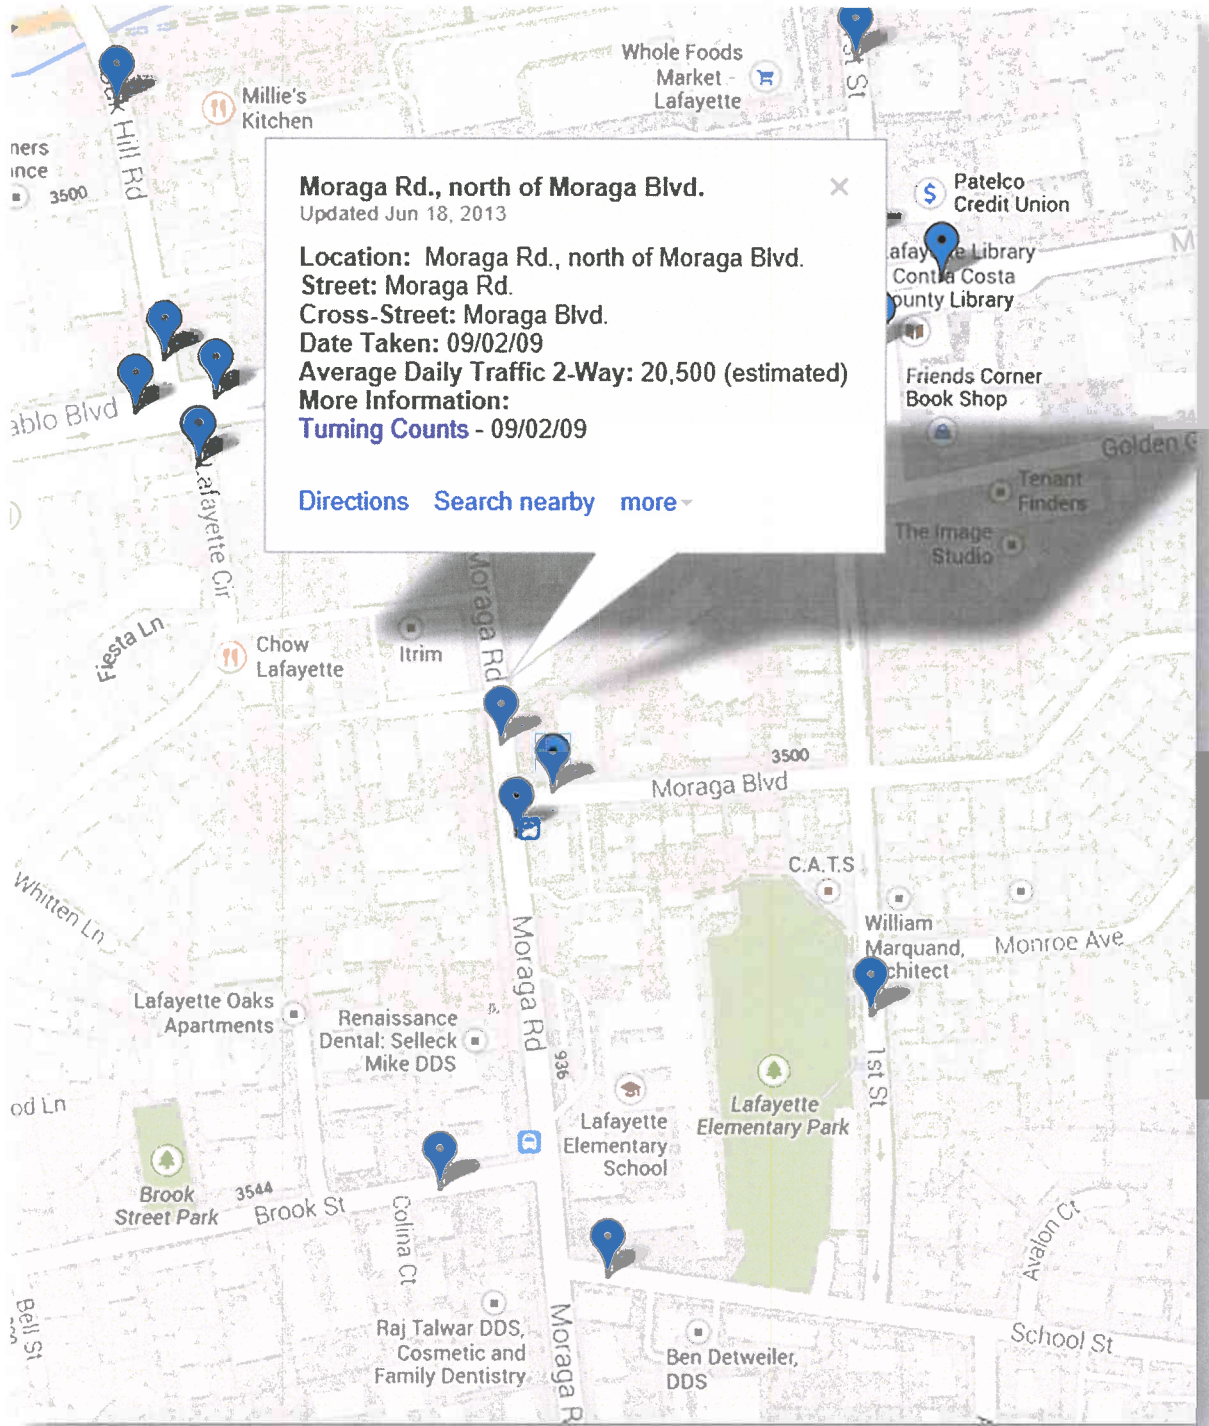 Whole Foods
Market -
Lafayette
St
Millie's
Kitchen
Hill Rd
3500
Moraga Rd., north of Moraga Blvd.
Updated Jun 18, 2013
Location: Moraga Rd., north of Moraga Blvd.
Street: Moraga Rd.
Cross-Street: Moraga Blvd.
Date Taken: 09/02/09
Average Daily Traffic 2-Way: 20,500 (estimated)
More Information:
Turning Counts - 09/02/09
Directions Search nearby more
Patelco
Credit Union
M
Library
Contra Costa
County Library
Friends Corner
Book Shop
Golden G
Tenant
Finders
The Image
Studio
ablo Blvd
Lafayette Cir
Fiesta Ln
Chow
Lafayette
Itrim
Moraga Rd
3500
Moraga Blvd
C.A.T.S
William
Marquand,
Architect
Monroe Ave
Whitten Ln
Moraga Rd
Lafayette Oaks
Apartments
Renaissance
Dental: Selleck
Mike DDS
936
1st St
od Ln
Lafayette
Elementary
School
Lafayette
Elementary Park
Brook
Street Park
3544
Brook St
Colina Ct
Avalon Ct
Bell St
Raj Talwar DDS,
Cosmetic and
Family Dentistry
Moraga R
Ben Detweiler,
DDS
School St